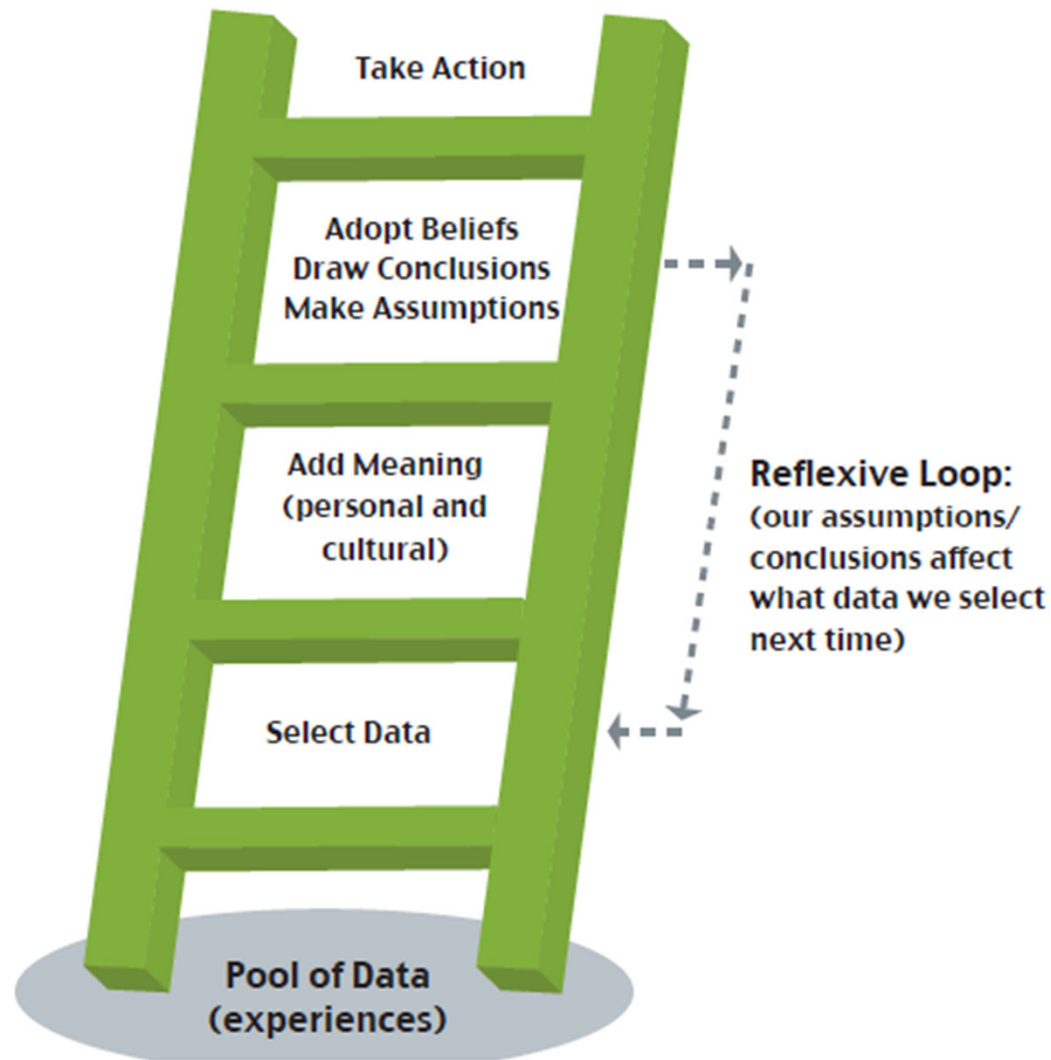 Take Action
Adopt Beliefs
Draw Conclusions
Make Assumptions
Add Meaning
(personal and
cultural)
Reflexive Loop:
(our assumptions/
conclusions affect
what data we select
next time)
Select Data
Pool of Data
(experiences)